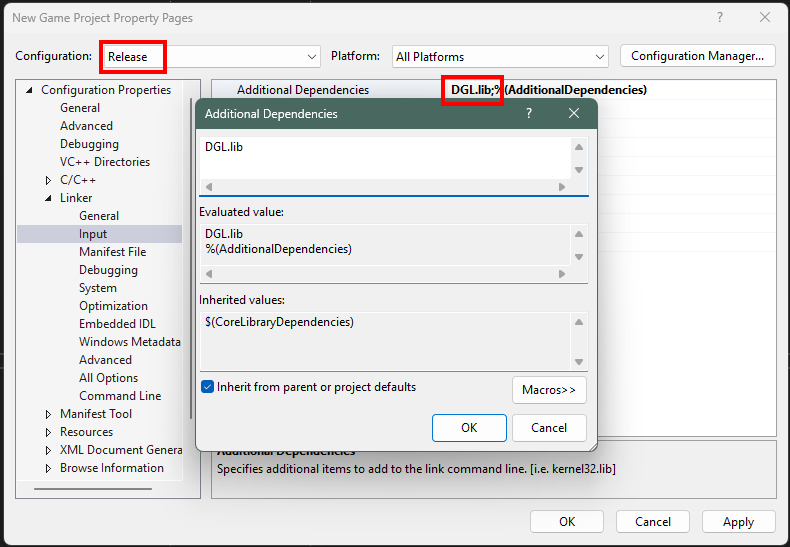 New Game Project Property Pages
Configuration: Release Platform: All Platforms Configuration Manager...
Configuration Properties
General
Advanced
Debugging
VC++ Directories
C/C++
Linker
General
Input
Manifest File
Debugging
System
Optimization
Embedded IDL
Windows Metadata
Advanced
All Options
Command Line
Manifest Tool
Resources
XML Document Genera
Browse Information
Additional Dependencies DGL.lib;%(AdditionalDependencies)
Additional Dependencies
DGL.lib
Evaluated value:
DGL.lib
%(AdditionalDependencies)
Inherited values:
$(CoreLibraryDependencies)
Inherit from parent or project defaults
Macros>>
OK Cancel
Additional Dependencies
Specifies additional items to add to the link command line. [i.e. kernel32.lib]
OK Cancel Apply